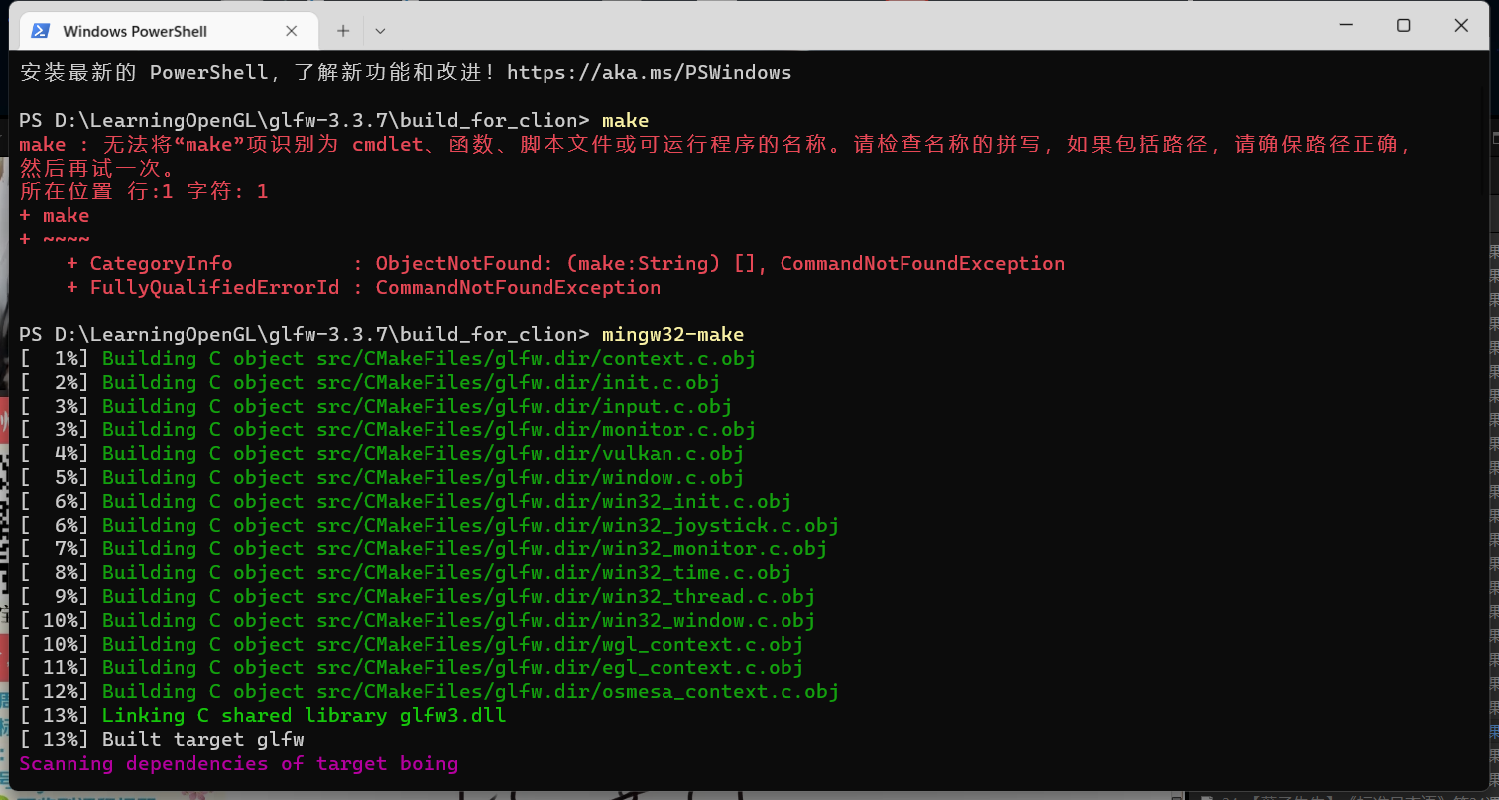 Windows PowerShell
安装最新的 PowerShell，了解新功能和改进！https://aka.ms/PSWindows
PS D:\LearningOpenGL\glfw-3.3.7\build_for_clion> make
make : 无法将“make”项识别为 cmdlet、函数、脚本文件或可运行程序的名称。请检查名称的拼写，如果包括路径，请确保路径正确，
然后再试一次。
所在位置 行:1 字符: 1
+ make
+ ~~~~
    + CategoryInfo          : ObjectNotFound: (make:String) [], CommandNotFoundException
    + FullyQualifiedErrorId : CommandNotFoundException
PS D:\LearningOpenGL\glfw-3.3.7\build_for_clion> mingw32-make
[  1%] Building C object src/CMakeFiles/glfw.dir/context.c.obj
[  2%] Building C object src/CMakeFiles/glfw.dir/init.c.obj
[  3%] Building C object src/CMakeFiles/glfw.dir/input.c.obj
[  3%] Building C object src/CMakeFiles/glfw.dir/monitor.c.obj
[  4%] Building C object src/CMakeFiles/glfw.dir/vulkan.c.obj
[  5%] Building C object src/CMakeFiles/glfw.dir/window.c.obj
[  6%] Building C object src/CMakeFiles/glfw.dir/win32_init.c.obj
[  6%] Building C object src/CMakeFiles/glfw.dir/win32_joystick.c.obj
[  7%] Building C object src/CMakeFiles/glfw.dir/win32_monitor.c.obj
[  8%] Building C object src/CMakeFiles/glfw.dir/win32_time.c.obj
[  9%] Building C object src/CMakeFiles/glfw.dir/win32_thread.c.obj
[ 10%] Building C object src/CMakeFiles/glfw.dir/win32_window.c.obj
[ 10%] Building C object src/CMakeFiles/glfw.dir/wgl_context.c.obj
[ 11%] Building C object src/CMakeFiles/glfw.dir/egl_context.c.obj
[ 12%] Building C object src/CMakeFiles/glfw.dir/osmesa_context.c.obj
[ 13%] Linking C shared library glfw3.dll
[ 13%] Built target glfw
Scanning dependencies of target boing